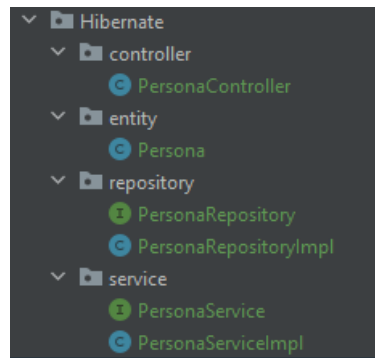 Hibernate
controller
C PersonaController
entity
C Persona
repository
I PersonaRepository
C PersonaRepositoryImpl
service
I PersonaService
C PersonaServiceImpl